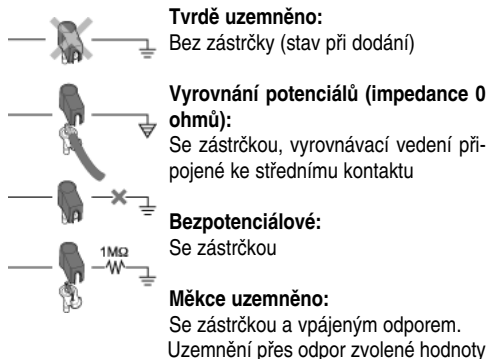 Tvrdě uzemněno:
Bez zástrčky (stav při dodání)
Vyrovnání potenciálů (impedance 0
ohmů):
Se zástrčkou, vyrovnávací vedení při-
pojené ke střednímu kontaktu
Bezpotenciálové:
Se zástrčkou
1MΩ
Měkce uzemněno:
Se zástrčkou a vpájeným odporem.
Uzemnění přes odpor zvolené hodnoty